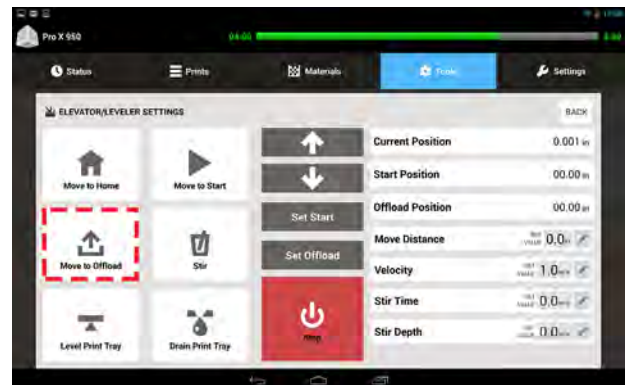 Pro X 950
04:00
Status
Prints
Materials
Tools
Settings
ELEVATOR/LEVELER SETTINGS
BACK
Move to Home
Move to Start
Move to Offload
Stir
Level Print Tray
Drain Print Tray
Set Start
Set Offload
Stop
Current Position 0.001 in
Start Position 00.00 in
Offload Position 00.00 in
Move Distance 0.0
Velocity 1.0
Stir Time 0.0
Stir Depth 0.0